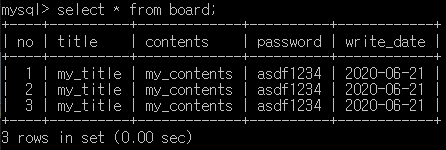 mysql> select * from board;
+----+----------+-------------+----------+------------+
| no | title | contents | password | write_date |
+----+----------+-------------+----------+------------+
| 1 | my_title | my_contents | asdf1234 | 2020-06-21 |
| 2 | my_title | my_contents | asdf1234 | 2020-06-21 |
| 3 | my_title | my_contents | asdf1234 | 2020-06-21 |
+----+----------+-------------+----------+------------+
3 rows in set (0.00 sec)